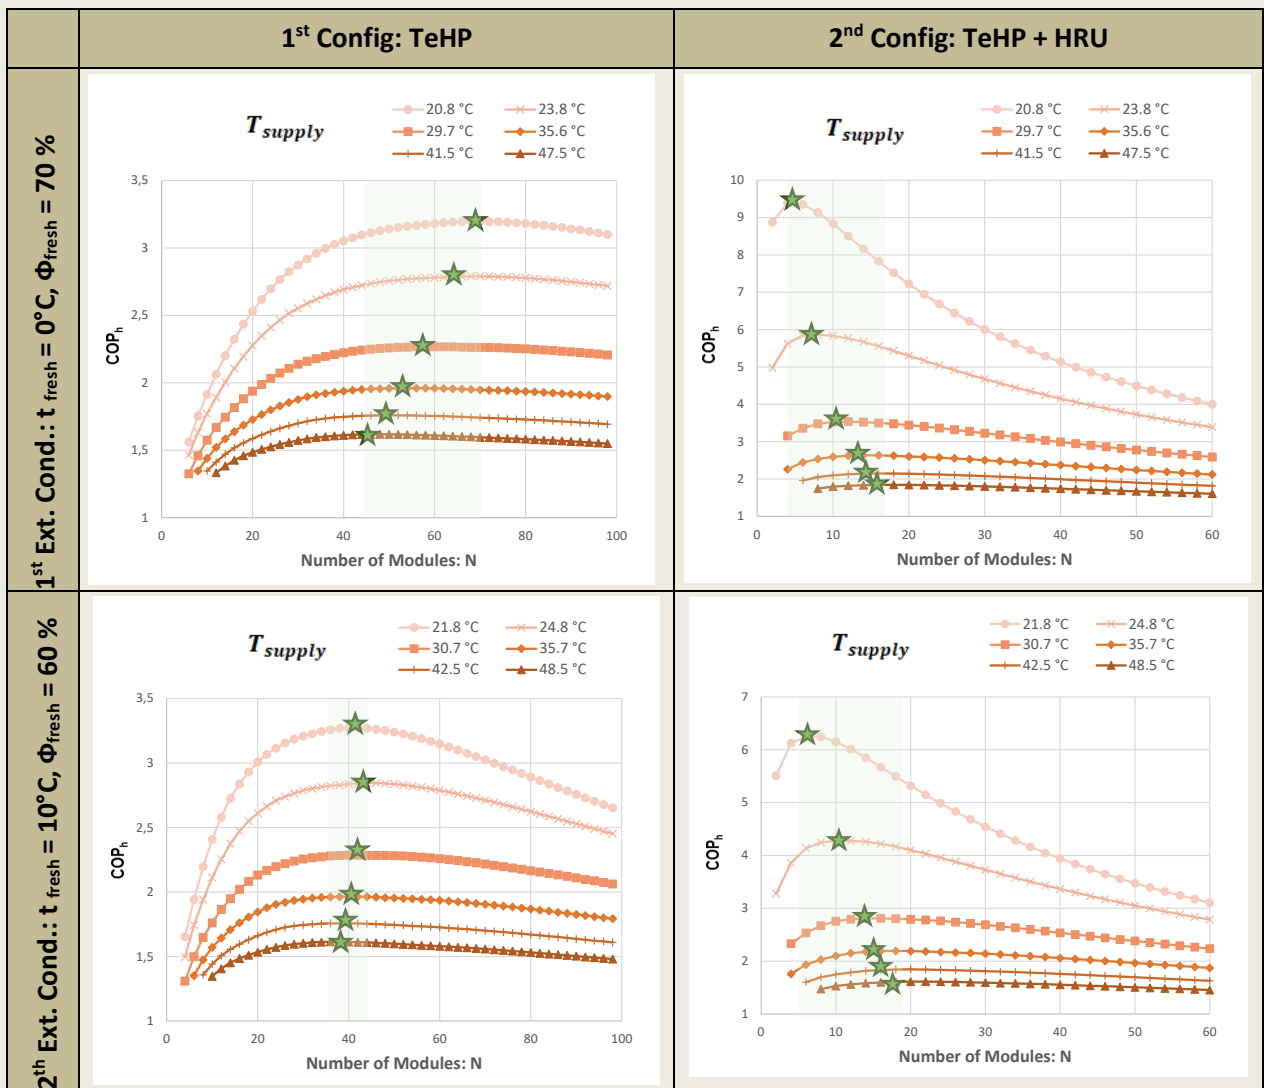 1st Config: TeHP
2nd Config: TeHP + HRU
1st Ext. Cond.: t fresh = 0°C, Φfresh = 70 %
T supply
20.8 °C 23.8 °C
29.7 °C 35.6 °C
41.5 °C 47.5 °C
COPh
3,5
3
2,5
2
1,5
1
0 20 40 60 80 100
Number of Modules: N
T supply
20.8 °C 23.8 °C
29.7 °C 35.6 °C
41.5 °C 47.5 °C
COPh
10
9
8
7
6
5
4
3
2
1
0 10 20 30 40 50 60
Number of Modules: N
2th Ext. Cond.: t fresh = 10°C, Φfresh = 60 %
T supply
21.8 °C 24.8 °C
30.7 °C 35.7 °C
42.5 °C 48.5 °C
COPh
3,5
3
2,5
2
1,5
1
0 20 40 60 80 100
Number of Modules: N
T supply
21.8 °C 24.8 °C
30.7 °C 35.7 °C
42.5 °C 48.5 °C
COPh
7
6
5
4
3
2
1
0 10 20 30 40 50 60
Number of Modules: N